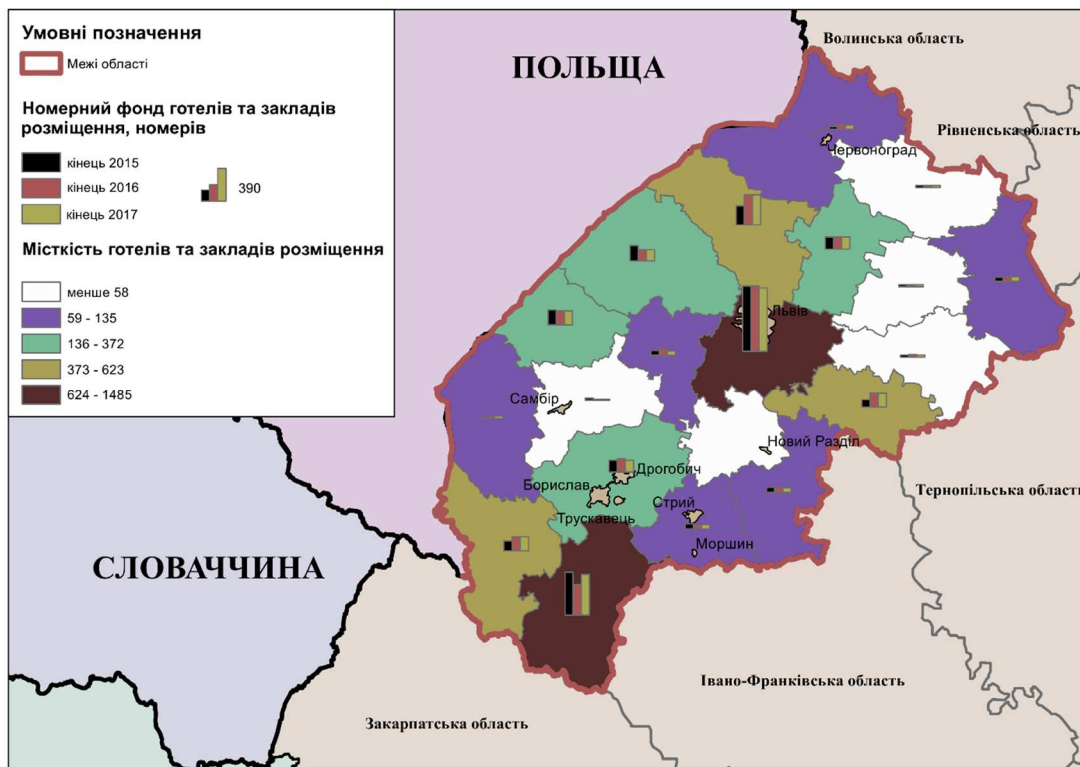 Умовні позначення
Межі області
Номерний фонд готелів та закладів
розміщення, номерів
кінець 2015
кінець 2016
кінець 2017
390
Місткість готелів та закладів розміщення
менше 58
59 - 135
136 - 372
373 - 623
624 - 1485
Волинська область
ПОЛЬЩА
Рівненська область
Червоноград
Львів
Самбір
Новий Разділ
Дрогобич
Борислав
Трускавець
Стрий
Моршин
Тернопільська область
СЛОВАЧЧИНА
Івано-Франківська область
Закарпатська область